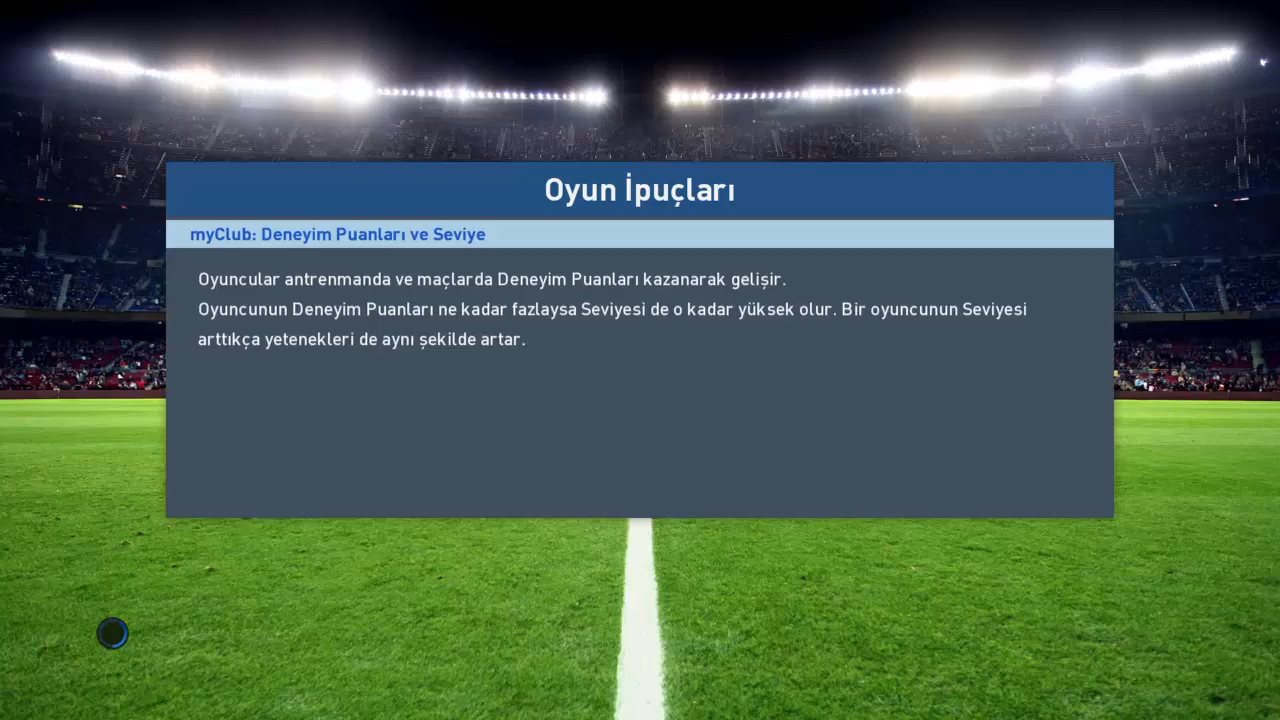 Oyun İpuçları
myClub: Deneyim Puanları ve Seviye
Oyuncular antrenmanda ve maçlarda Deneyim Puanları kazanarak gelişir.
Oyuncunun Deneyim Puanları ne kadar fazlaysa Seviyesi de o kadar yüksek olur. Bir oyuncunun Seviyesi
arttıkça yetenekleri de aynı şekilde artar.